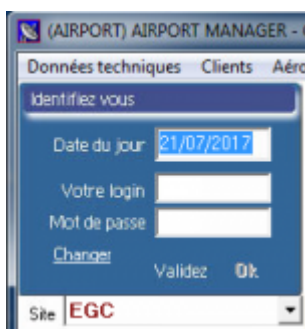 (AIRPORT) AIRPORT MANAGER -
Données techniques Clients Aéro
Identifiez vous
Date du jour 21/07/2017
Votre login
Mot de passe
Changer
Validez Ok
Site EGC